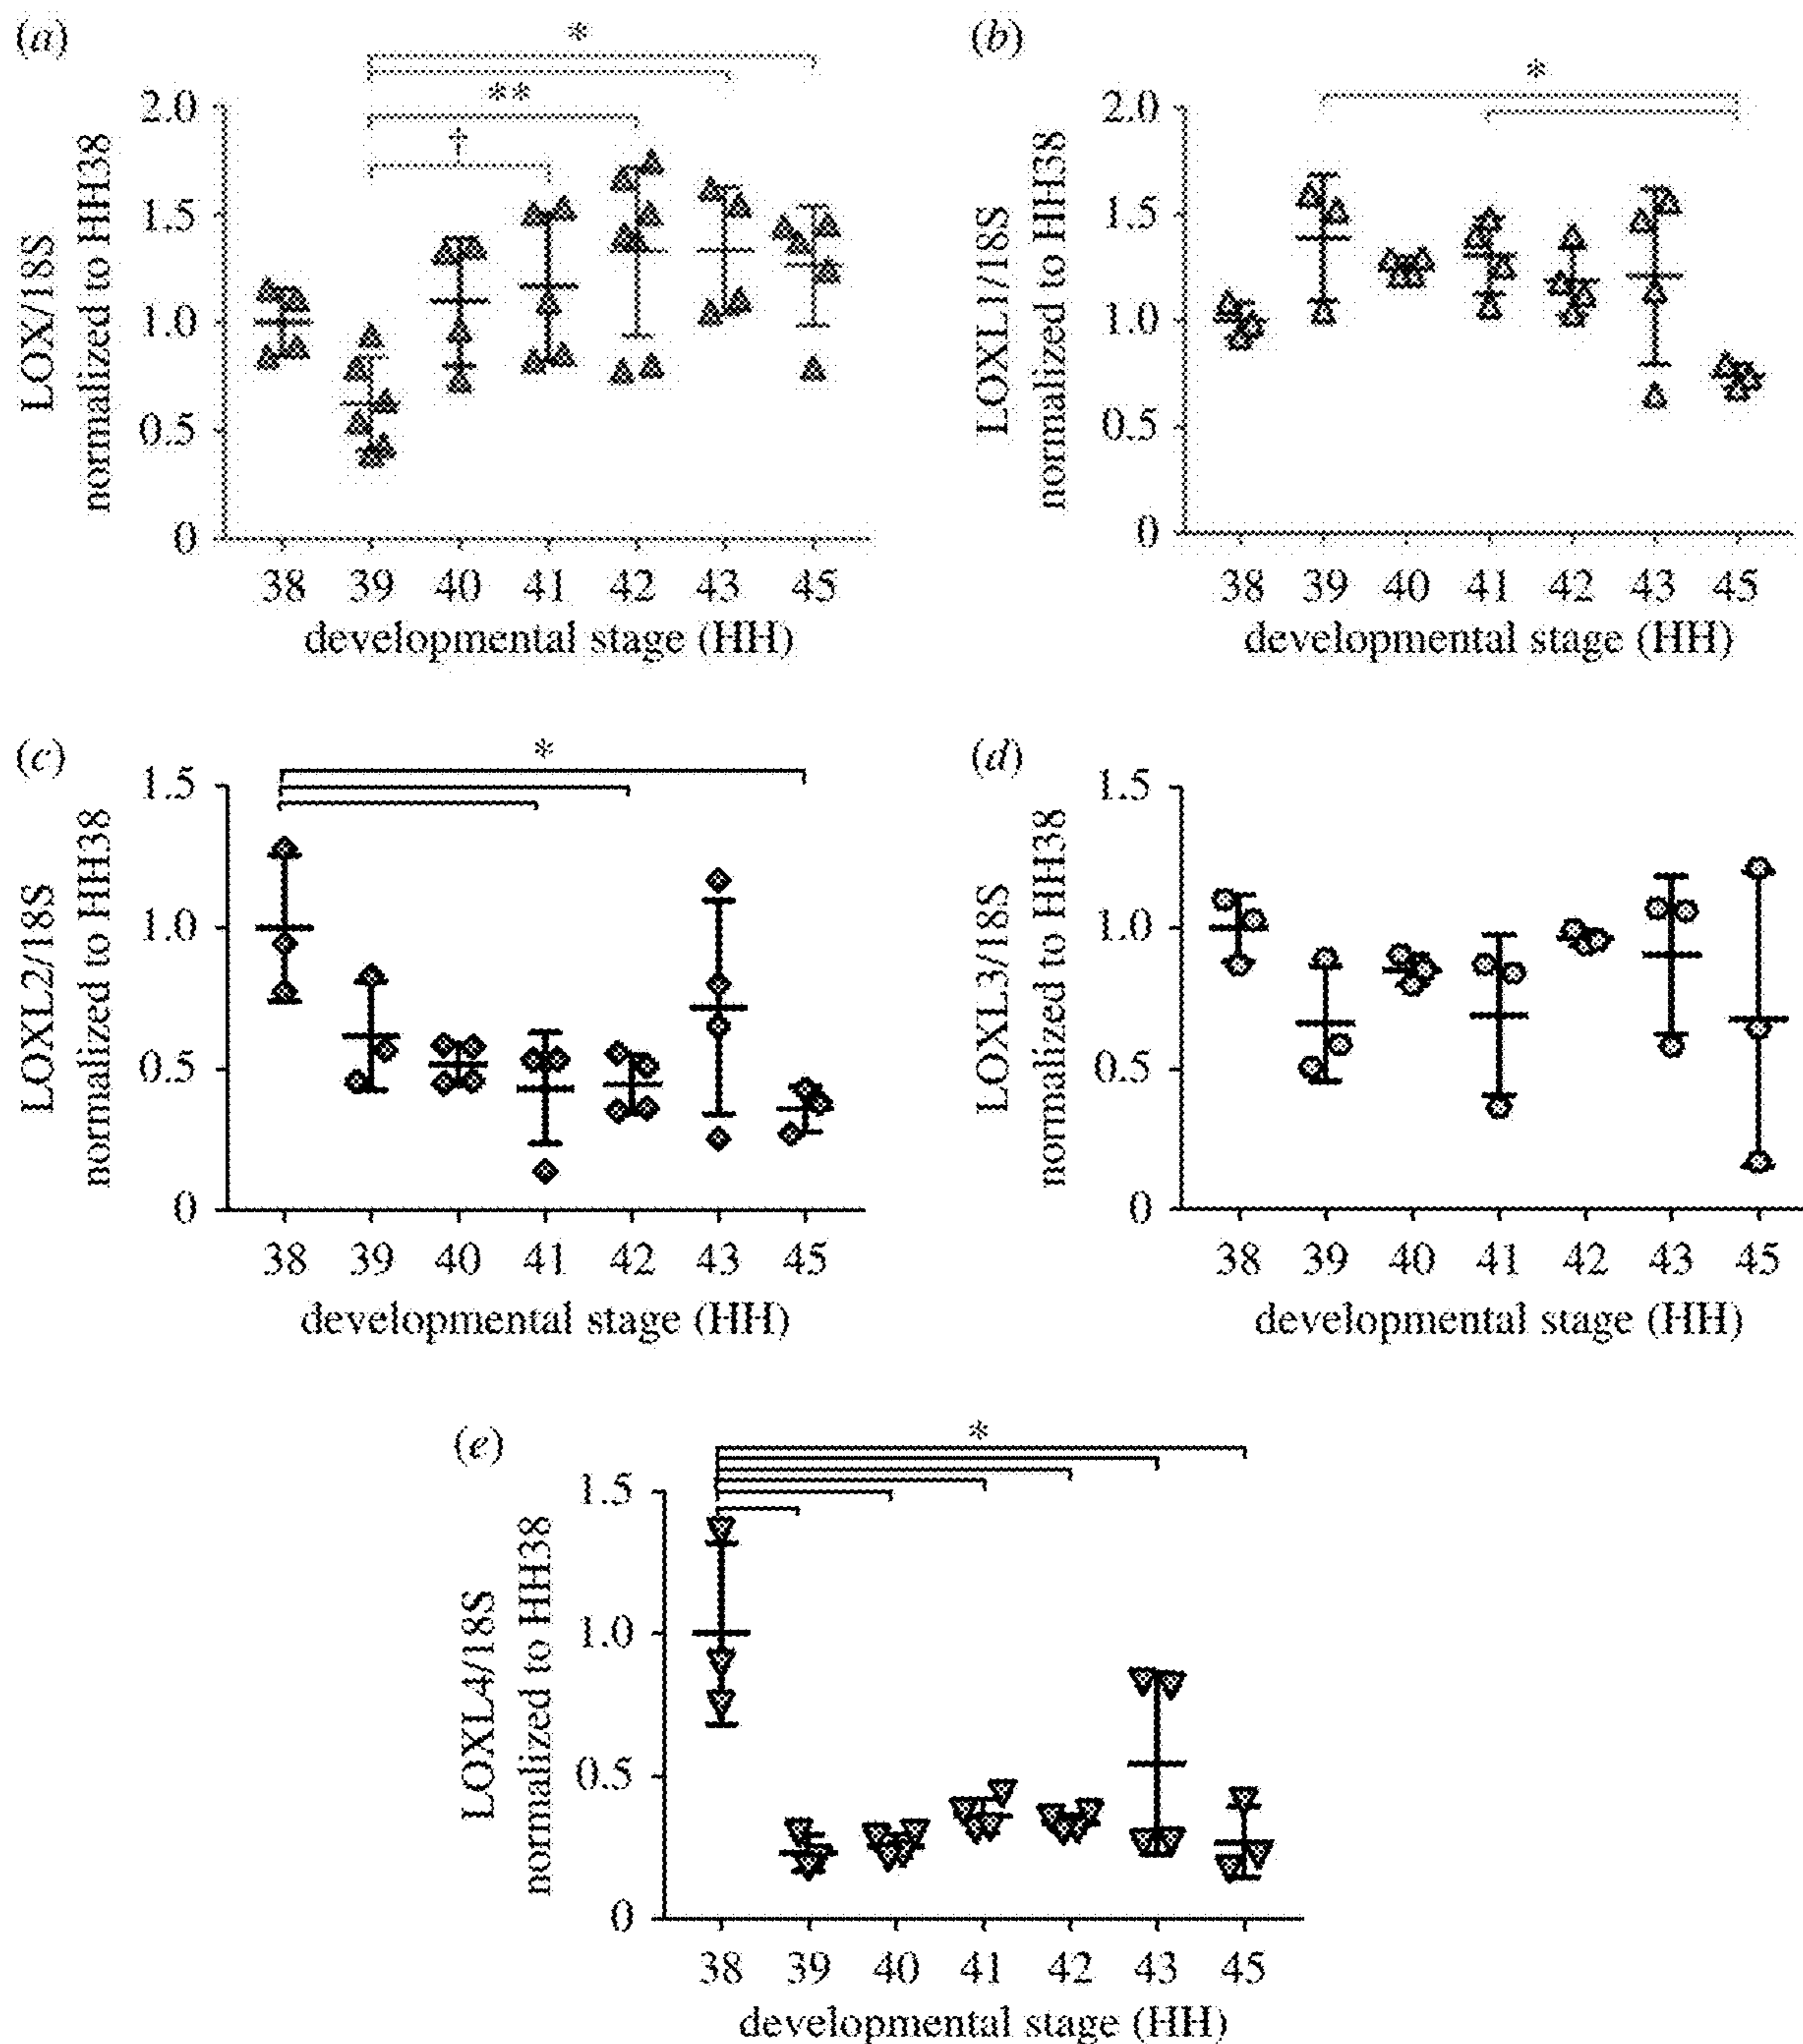 (a)
*
**
†
LOX/18S
normalized to HH38
2.0
1.5
1.0
0.5
0
38 39 40 41 42 43 45
developmental stage (HH)
(b)
*
LOXL1/18S
normalized to HH38
2.0
1.5
1.0
0.5
0
38 39 40 41 42 43 45
developmental stage (HH)
(c)
*
LOXL2/18S
normalized to HH38
1.5
1.0
0.5
0
38 39 40 41 42 43 45
developmental stage (HH)
(d)
LOXL3/18S
normalized to HH38
1.5
1.0
0.5
0
38 39 40 41 42 43 45
developmental stage (HH)
(e)
*
LOXL4/18S
normalized to HH38
1.5
1.0
0.5
0
38 39 40 41 42 43 45
developmental stage (HH)